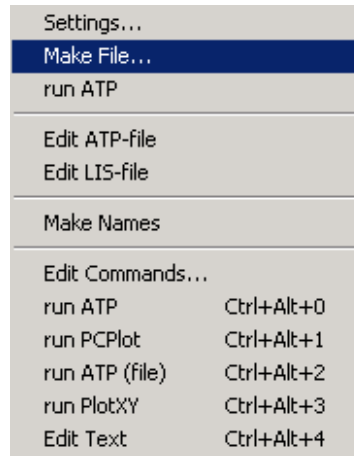 Settings...
Make File...
run ATP
Edit ATP-file
Edit LIS-file
Make Names
Edit Commands...
run ATP Ctrl+Alt+0
run PCPlot Ctrl+Alt+1
run ATP (file) Ctrl+Alt+2
run PlotXY Ctrl+Alt+3
Edit Text Ctrl+Alt+4